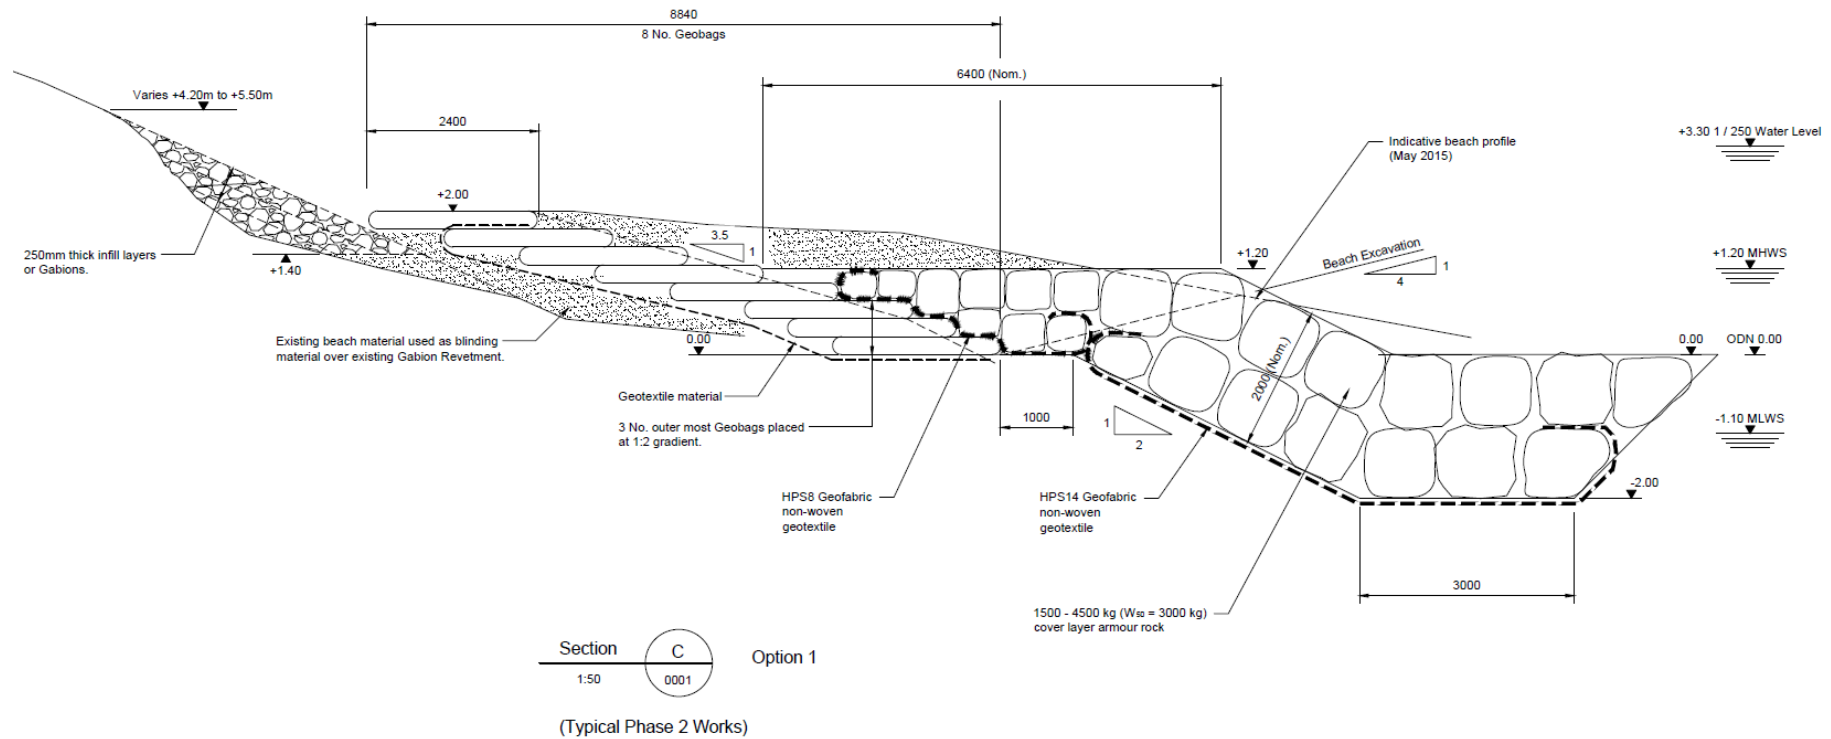 8840
8 No. Geobags
6400 (Nom.)
Varies +4.20m to +5.50m
2400
+3.30 1 / 250 Water Level
Indicative beach profile
(May 2015)
+2.00
3.5
1
250mm thick infill layers
or Gabions.
+1.40
Beach Excavation
1
4
+1.20
+1.20 MHWS
Existing beach material used as blinding
material over existing Gabion Revetment.
0.00
0.00
ODN 0.00
2000 (Nom.)
Geotextile material
3 No. outer most Geobags placed
at 1:2 gradient.
1000
1
2
-1.10 MLWS
HPS8 Geofabric
non-woven
geotextile
HPS14 Geofabric
non-woven
geotextile
-2.00
3000
1500 - 4500 kg (W50 = 3000 kg)
cover layer armour rock
Section
C
Option 1
1:50
0001
(Typical Phase 2 Works)